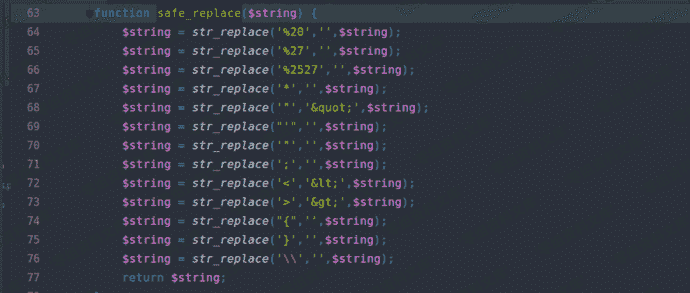 63 function safe_replace($string) {
64 $string = str_replace('%20','',$string);
65 $string = str_replace('%27','',$string);
66 $string = str_replace('%2527','',$string);
67 $string = str_replace('*','',$string);
68 $string = str_replace('"','&quot;',$string);
69 $string = str_replace("'",'',$string);
70 $string = str_replace('"','',$string);
71 $string = str_replace(';','',$string);
72 $string = str_replace('<','&lt;',$string);
73 $string = str_replace('>','&gt;',$string);
74 $string = str_replace("{",'',$string);
75 $string = str_replace('}','',$string);
76 $string = str_replace('\\','',$string);
77 return $string;